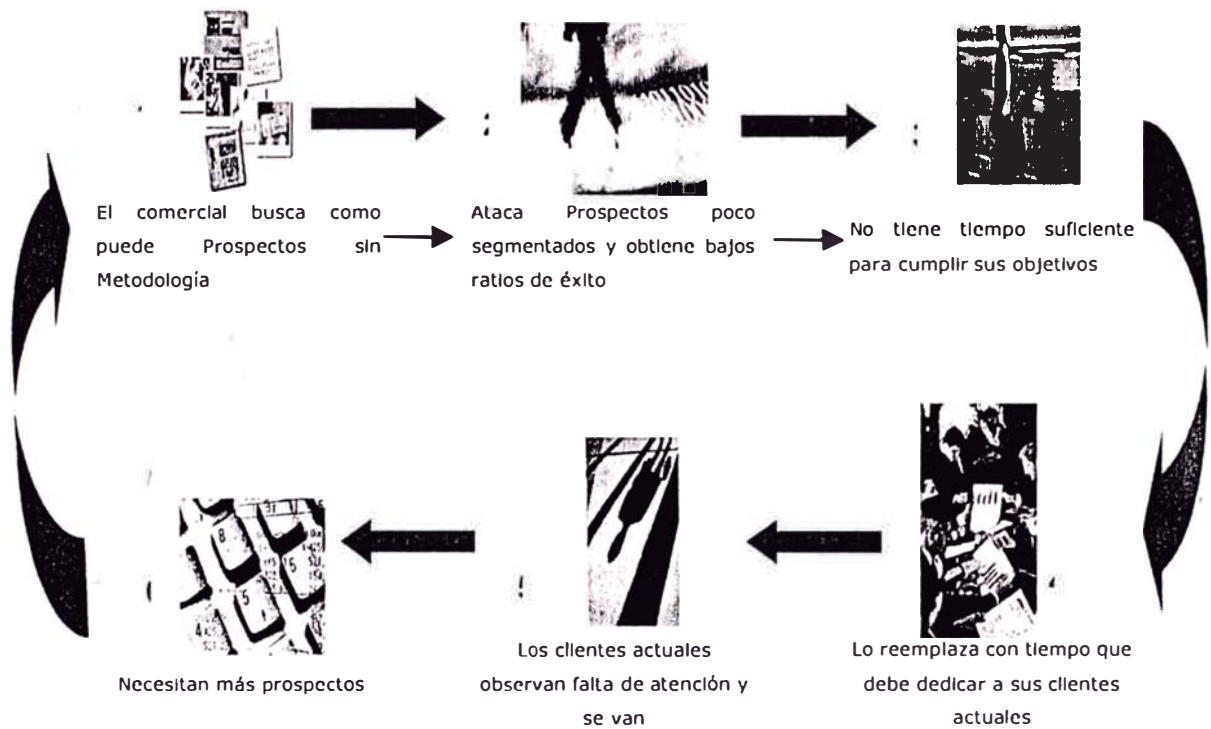 El comercial busca como
puede Prospectos sin
Metodología
Ataca Prospectos poco
segmentados y obtiene bajos
ratios de éxito
No tiene tiempo suficiente
para cumplir sus objetivos
Lo reemplaza con tiempo que
debe dedicar a sus clientes
actuales
Los clientes actuales
observan falta de atención y
se van
Necesitan más prospectos